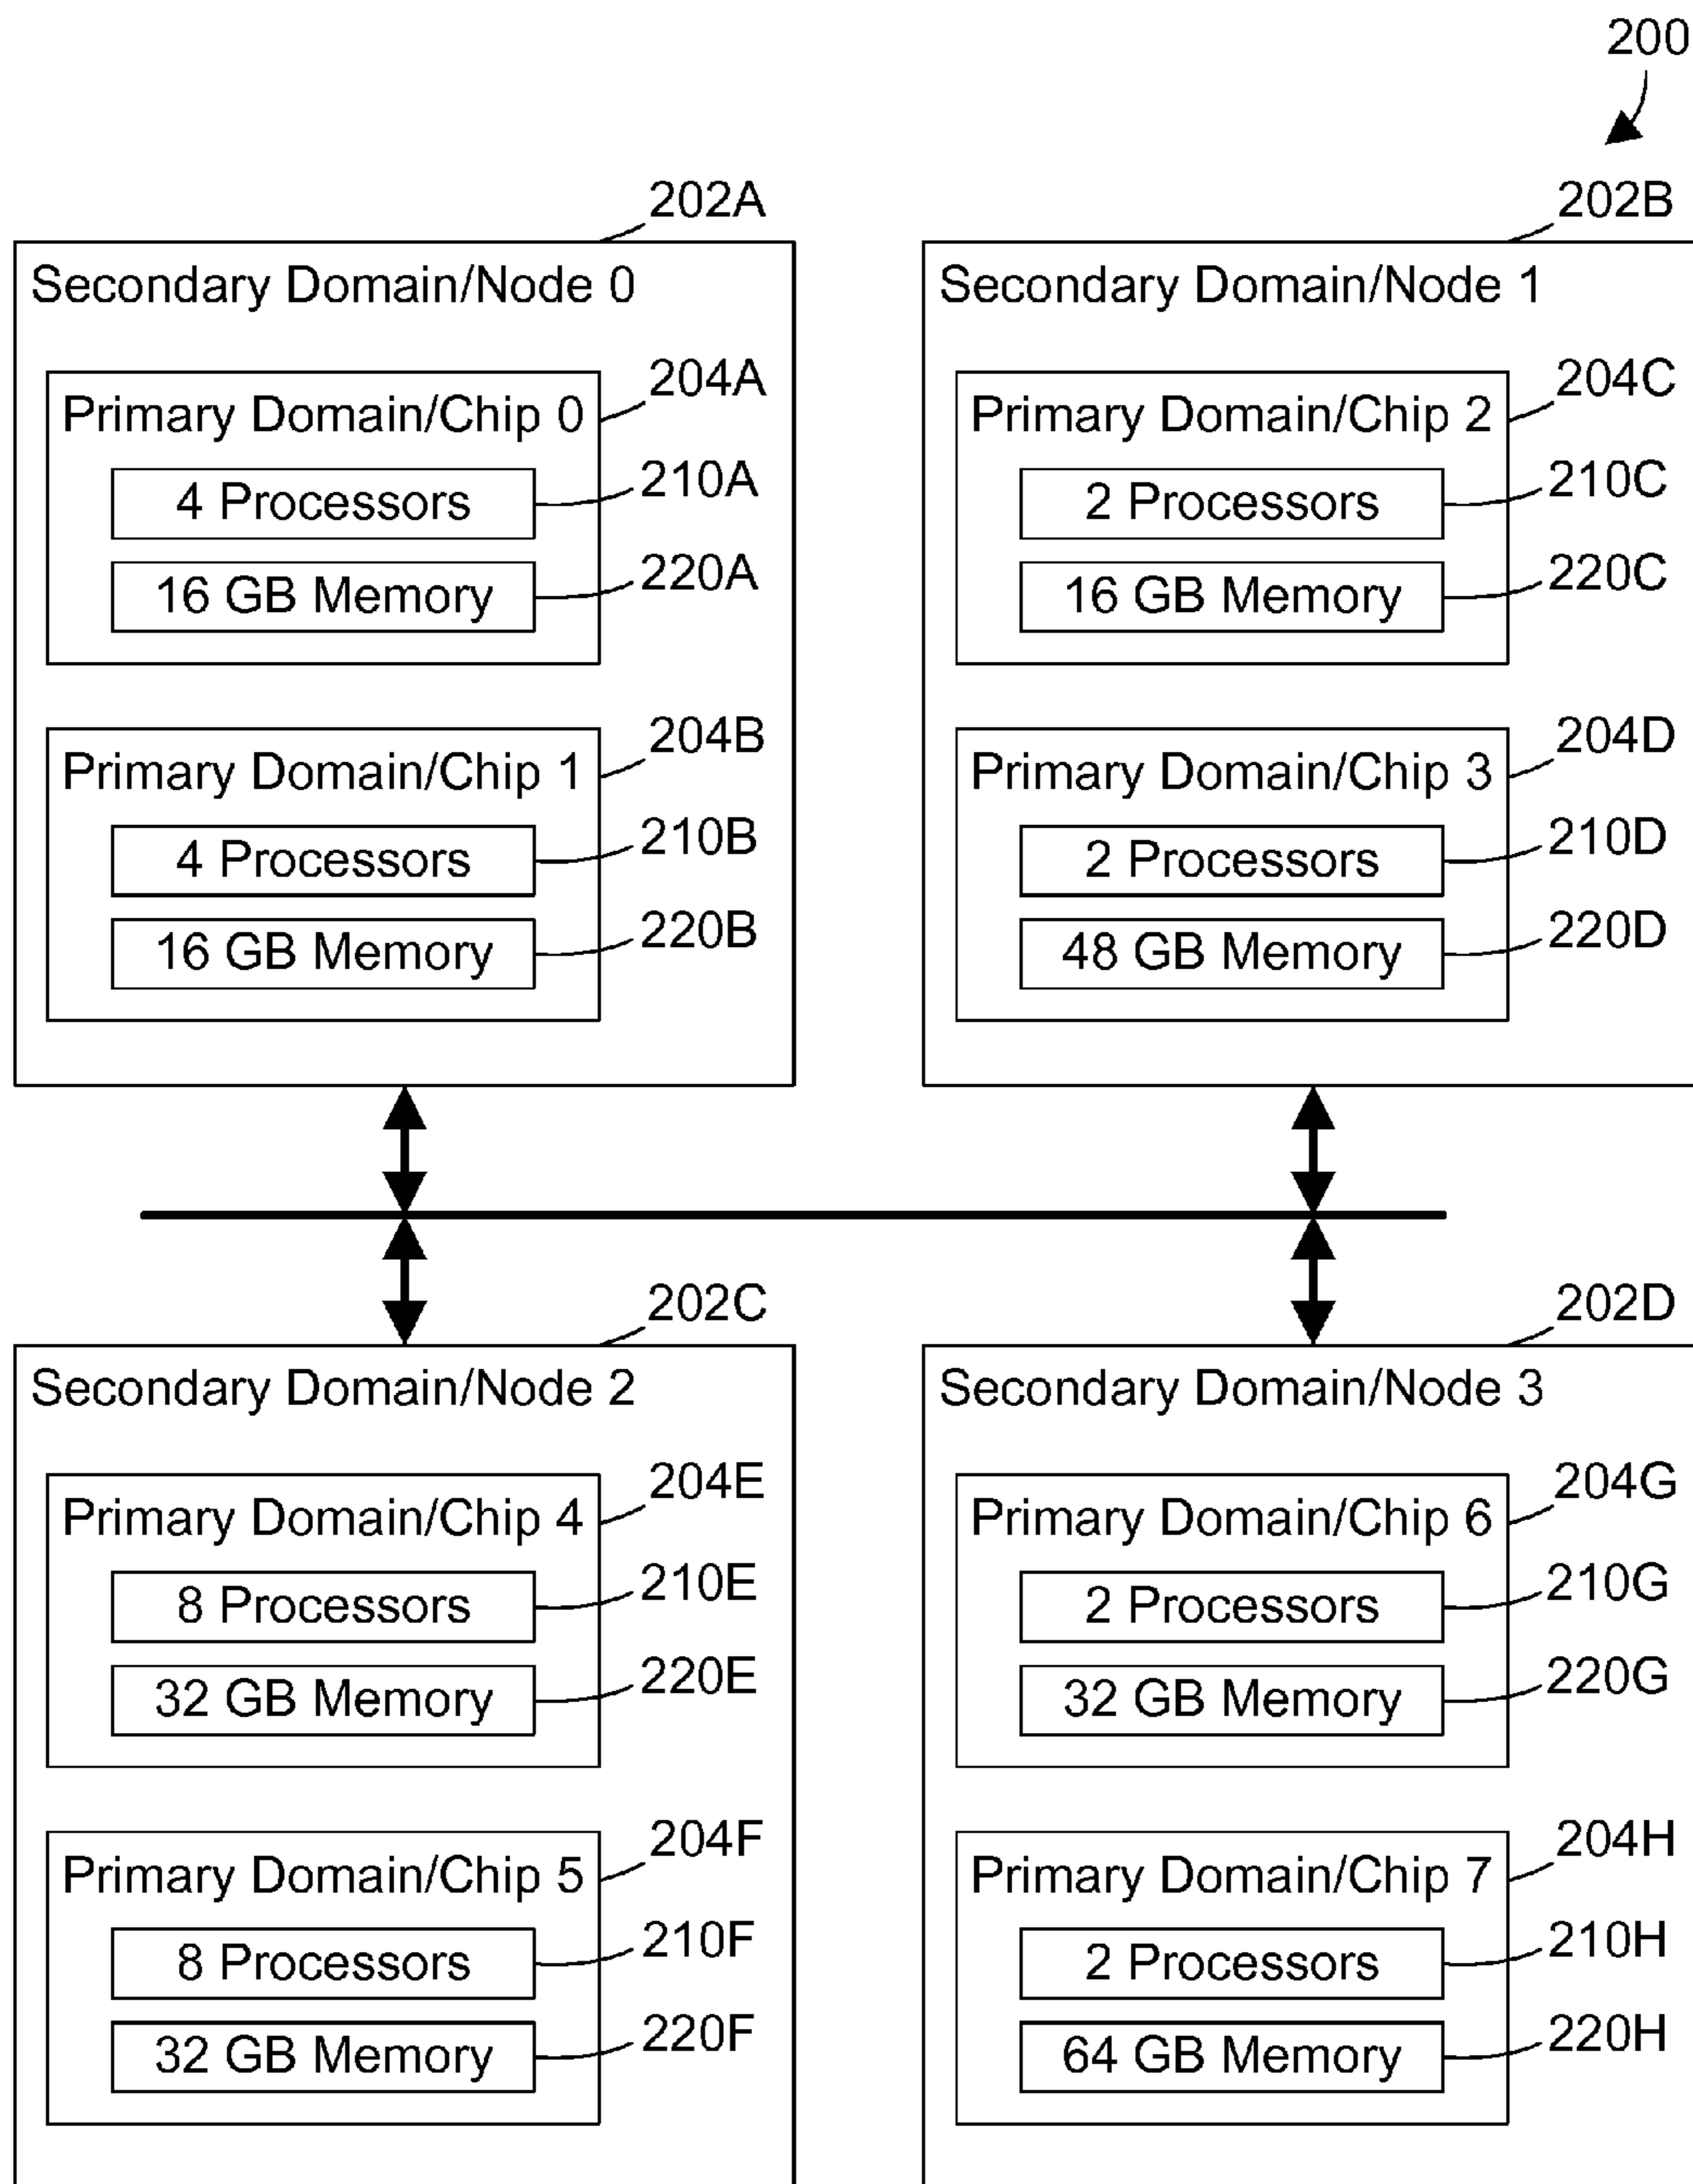 200
202A
Secondary Domain/Node 0
204A
Primary Domain/Chip 0
4 Processors
210A
16 GB Memory
220A
204B
Primary Domain/Chip 1
4 Processors
210B
16 GB Memory
220B
202B
Secondary Domain/Node 1
204C
Primary Domain/Chip 2
2 Processors
210C
16 GB Memory
220C
204D
Primary Domain/Chip 3
2 Processors
210D
48 GB Memory
220D
202C
Secondary Domain/Node 2
204E
Primary Domain/Chip 4
8 Processors
210E
32 GB Memory
220E
204F
Primary Domain/Chip 5
8 Processors
210F
32 GB Memory
220F
202D
Secondary Domain/Node 3
204G
Primary Domain/Chip 6
2 Processors
210G
32 GB Memory
220G
204H
Primary Domain/Chip 7
2 Processors
210H
64 GB Memory
220H